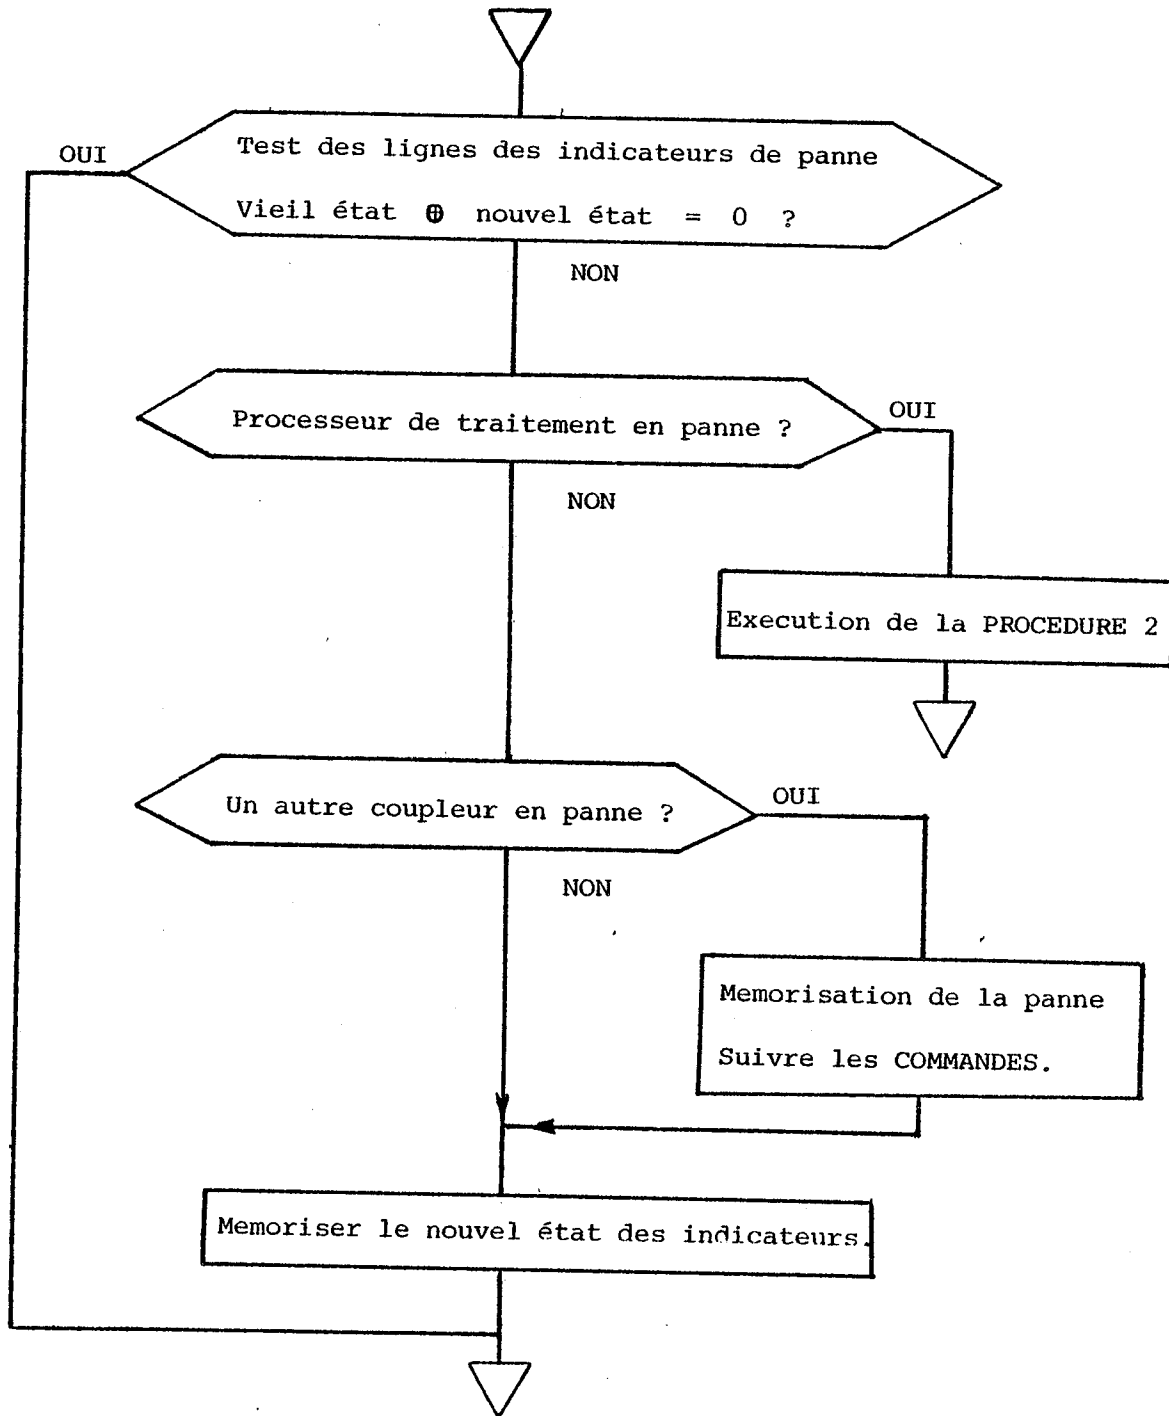 OUI
Test des lignes des indicateurs de panne
Vieil état ⊕ nouvel état = 0 ?
NON
Processeur de traitement en panne ?
OUI
NON
Execution de la PROCEDURE 2
Un autre coupleur en panne ?
OUI
NON
Memorisation de la panne
Suivre les COMMANDES.
Memoriser le nouvel état des indicateurs.